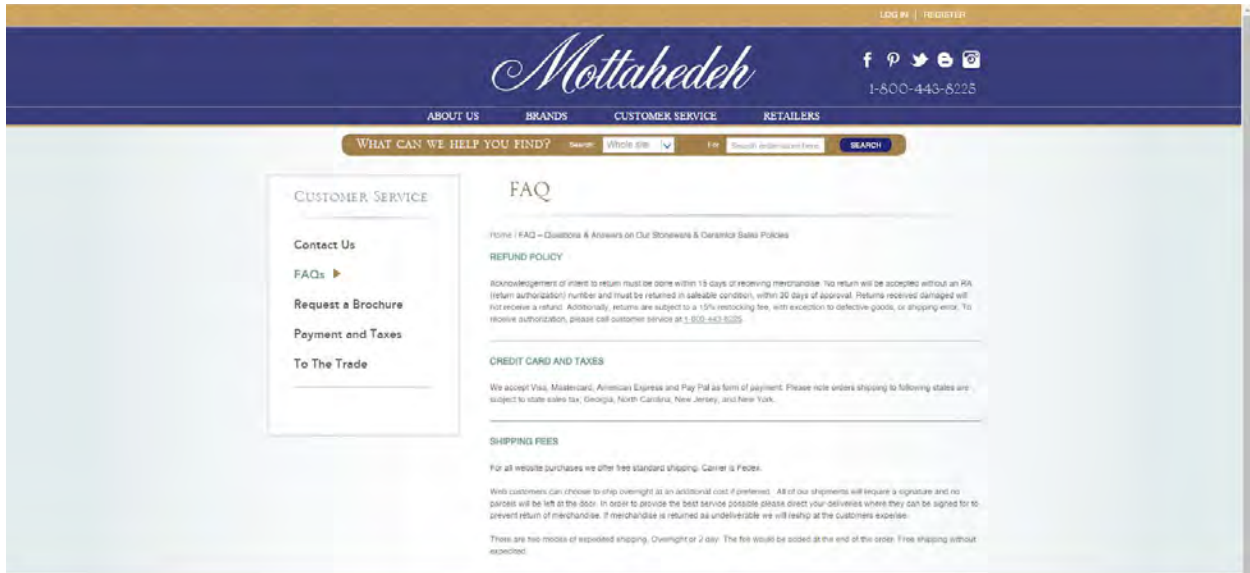 LOG IN | REGISTER
Mottahedeh
1-800-443-8225
ABOUT US BRANDS CUSTOMER SERVICE RETAILERS
WHAT CAN WE HELP YOU FIND? Search Whole site For Search entire store here SEARCH
CUSTOMER SERVICE
Contact Us
FAQs
Request a Brochure
Payment and Taxes
To The Trade
FAQ
Home / FAQ – Questions & Answers on Our Stoneware & Ceramics Sales Policies
REFUND POLICY
Acknowledgement of intent to return must be done within 15 days of receiving merchandise. No return will be accepted without an RA
(return authorization) number and must be returned in saleable condition, within 30 days of approval. Returns received damaged will
not receive a refund. Additionally, returns are subject to a 15% restocking fee, with exception to defective goods, or shipping error. To
receive authorization, please call customer service at 1-800-443-8225.
CREDIT CARD AND TAXES
We accept Visa, Mastercard, American Express and Pay Pal as form of payment. Please note orders shipping to following states are
subject to state sales tax; Georgia, North Carolina, New Jersey, and New York.
SHIPPING FEES
For all website purchases we offer free standard shipping. Carrier is Fedex.
Web customers can choose to ship overnight at an additional cost if preferred. All of our shipments will require a signature and no
parcels will be left at the door. In order to provide the best service possible please direct your deliveries where they can be signed for to
prevent return of merchandise. If merchandise is returned as undeliverable we will reship at the customers expense.
There are two modes of expedited shipping, Overnight or 2 day. The fee would be added at the end of the order. Free shipping without
expedited.